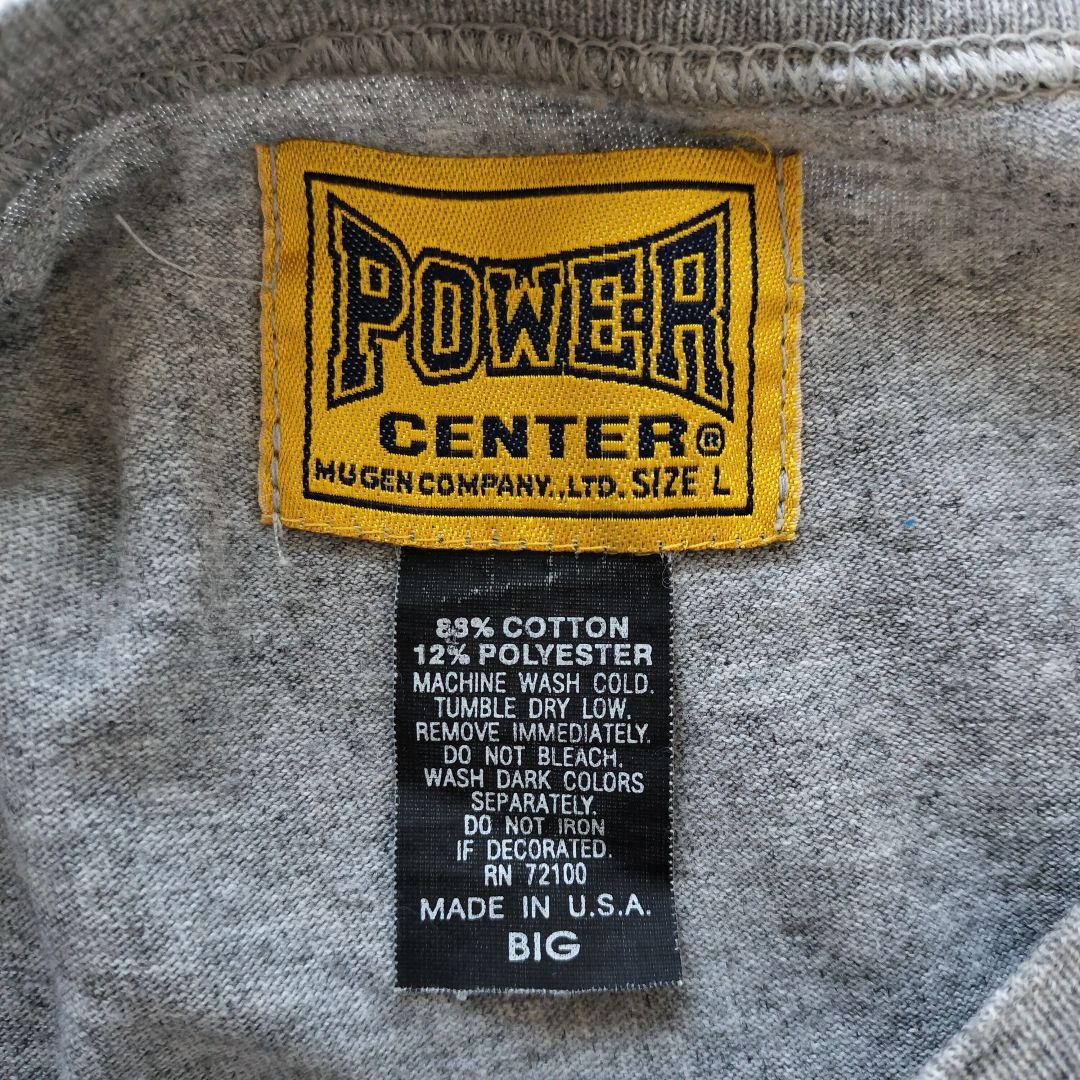 POWER
CENTER®
MUGEN COMPANY.,LTD. SIZE L
88% COTTON
12% POLYESTER
MACHINE WASH COLD.
TUMBLE DRY LOW.
REMOVE IMMEDIATELY.
DO NOT BLEACH.
WASH DARK COLORS
SEPARATELY.
DO NOT IRON
IF DECORATED.
RN 72100
MADE IN U.S.A.
BIG